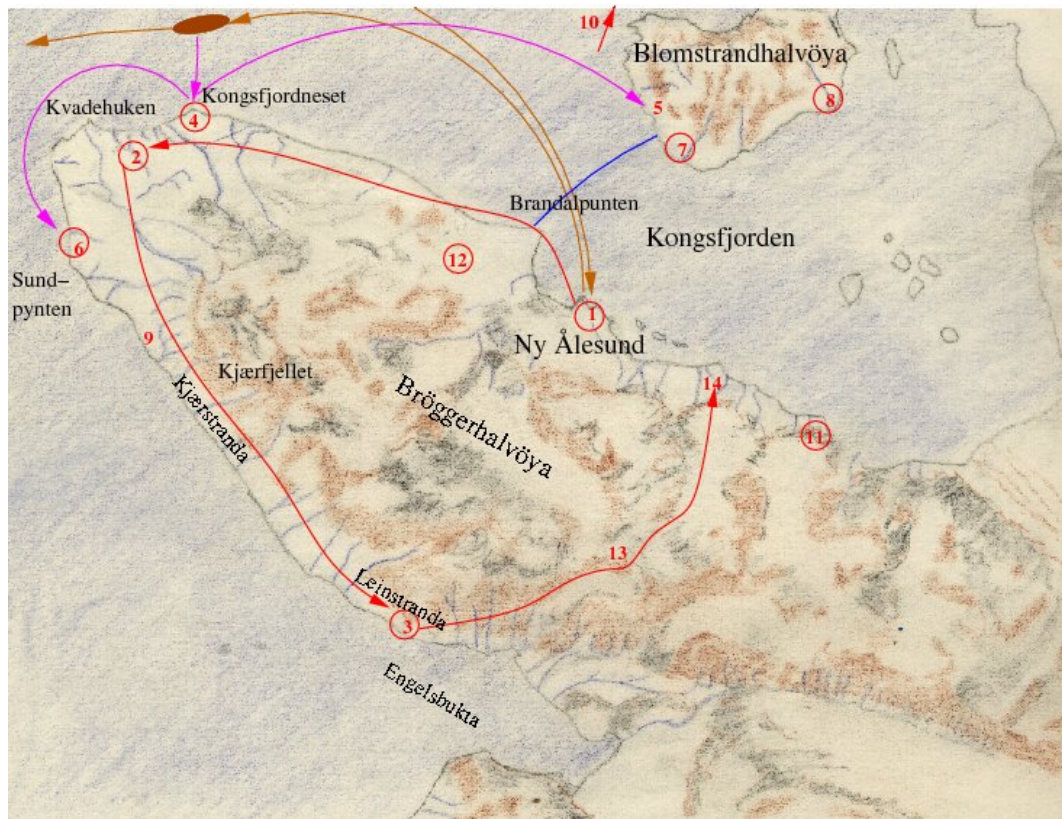 10
Blomstrandhalvöya
Kongsfjordneset
Kvadehuken
5
8
4
7
2
Brandalpunten
6
12
Kongsfjorden
Sund–
pynten
1
9
Ny Ålesund
Kjærfjellet
14
Kjærstranda
Bröggerhalvöya
11
13
Leinstranda
3
Engelsbukta